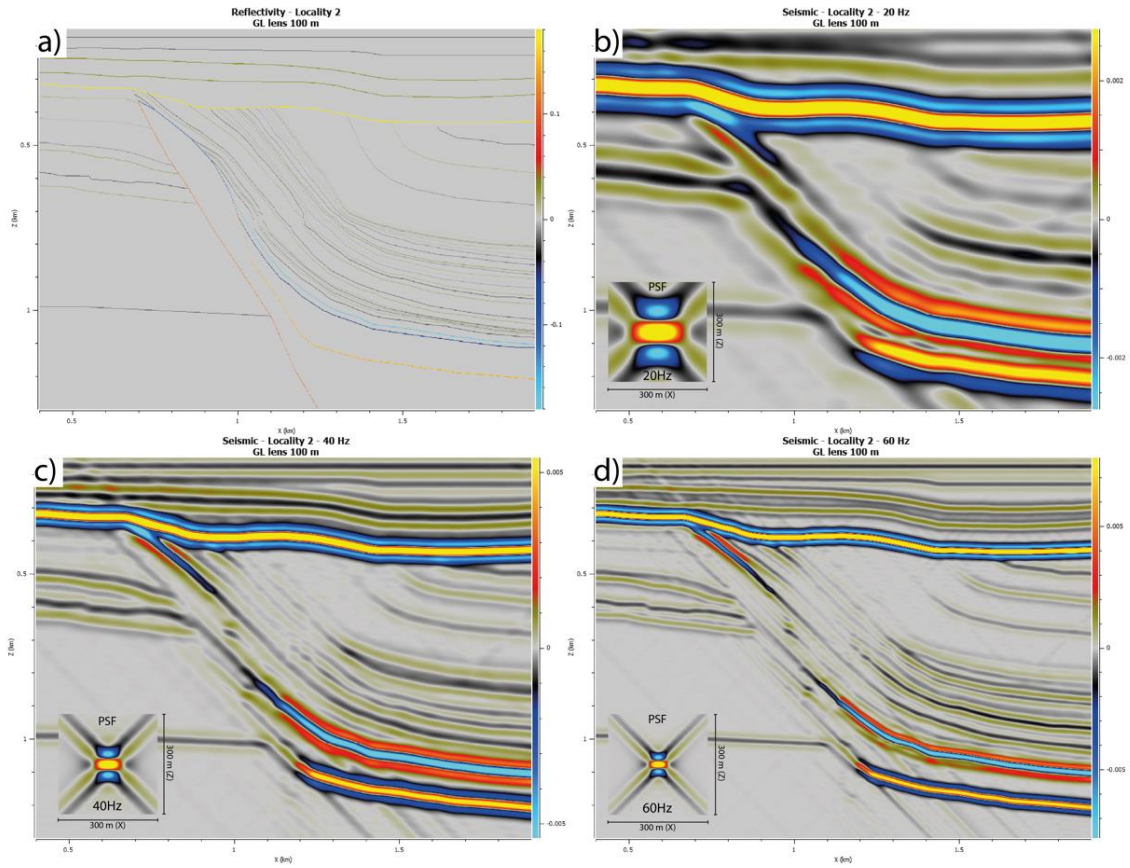 a)
Reflectivity - Locality 2
GL lens 100 m
0.1
0
-0.1
0.5
1
Z (km)
0.5
1
1.5
X (km)
b)
Seismic - Locality 2 - 20 Hz
GL lens 100 m
0.002
0
-0.002
0.5
1
Z (km)
PSF
20Hz
300 m (Z)
300 m (X)
0.5
1
1.5
X (km)
c)
Seismic - Locality 2 - 40 Hz
GL lens 100 m
0.005
0
-0.005
0.5
1
Z (km)
PSF
40Hz
300 m (Z)
300 m (X)
0.5
1
1.5
X (km)
d)
Seismic - Locality 2 - 60 Hz
GL lens 100 m
0.005
0
-0.005
0.5
1
Z (km)
PSF
60Hz
300 m (Z)
300 m (X)
0.5
1
1.5
X (km)